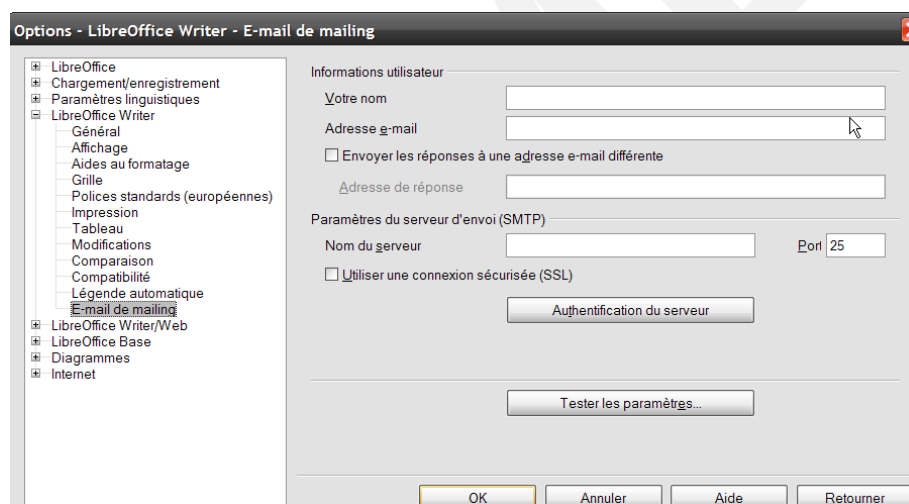 Options - LibreOffice Writer - E-mail de mailing
LibreOffice
Chargement/enregistrement
Paramètres linguistiques
LibreOffice Writer
Général
Affichage
Aides au formatage
Grille
Polices standards (européennes)
Impression
Tableau
Modifications
Comparaison
Compatibilité
Légende automatique
E-mail de mailing
LibreOffice Writer/Web
LibreOffice Base
Diagrammes
Internet
Informations utilisateur
Votre nom
Adresse e-mail
Envoyer les réponses à une adresse e-mail différente
Adresse de réponse
Paramètres du serveur d'envoi (SMTP)
Nom du serveur
Port 25
Utiliser une connexion sécurisée (SSL)
Authentification du serveur
Tester les paramètres...
OK Annuler Aide Retourner